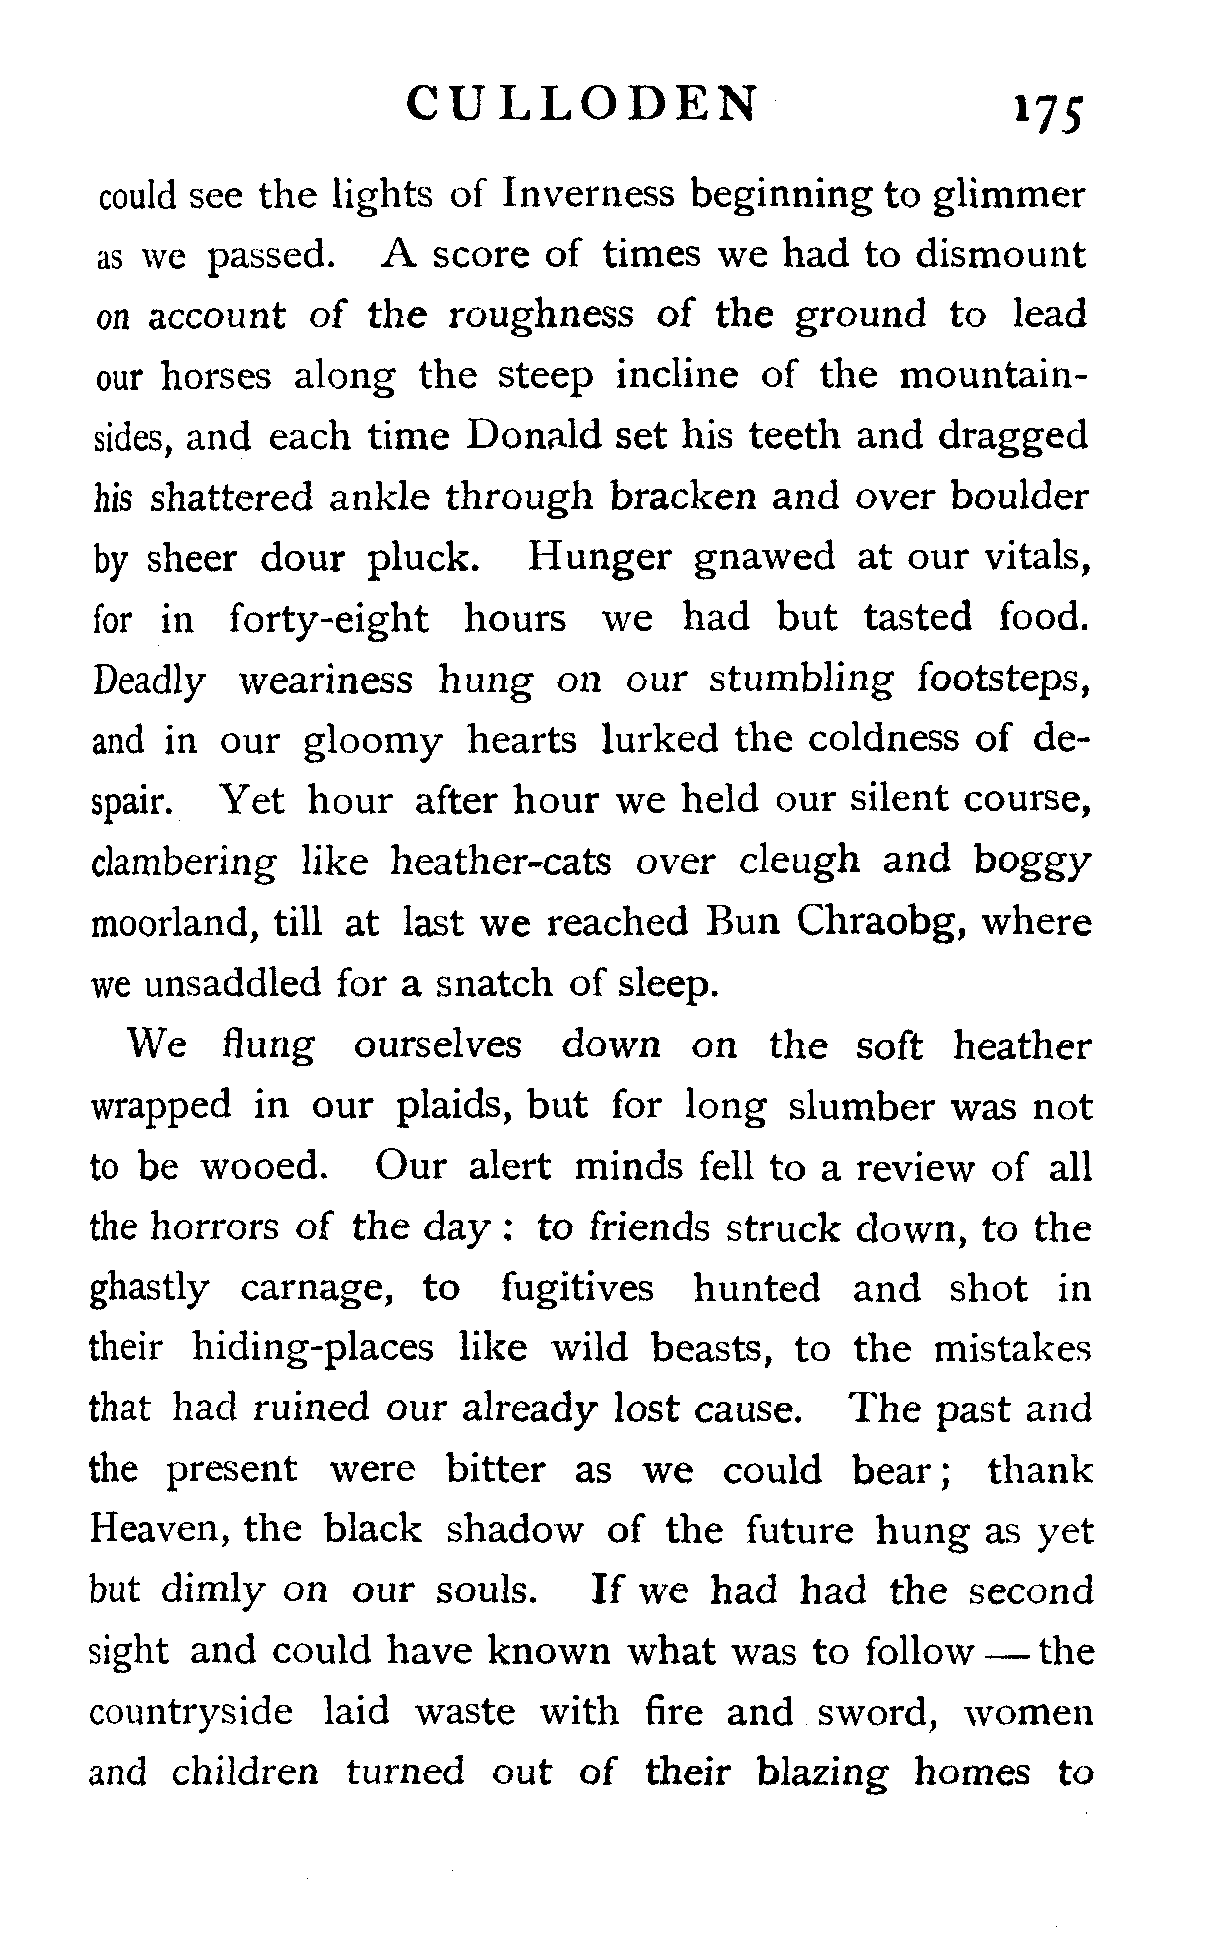 CULLODEN 175
could see the lights of Inverness beginning to glimmer
as we passed. A score of times we had to dismount
on account of the roughness of the ground to lead
our horses along the steep incline of the mountain-
sides, and each time Donald set his teeth and dragged
his shattered ankle through bracken and over boulder
by sheer dour pluck. Hunger gnawed at our vitals,
for in forty-eight hours we had but tasted food.
Deadly weariness hung on our stumbling footsteps,
and in our gloomy hearts lurked the coldness of de-
spair. Yet hour after hour we held our silent course,
clambering like heather-cats over cleugh and boggy
moorland, till at last we reached Bun Chraobg, where
we unsaddled for a snatch of sleep.
We flung ourselves down on the soft heather
wrapped in our plaids, but for long slumber was not
to be wooed. Our alert minds fell to a review of all
the horrors of the day : to friends struck down, to the
ghastly carnage, to fugitives hunted and shot in
their hiding-places like wild beasts, to the mistakes
that had ruined our already lost cause. The past and
the present were bitter as we could bear ; thank
Heaven, the black shadow of the future hung as yet
but dimly on our souls. If we had had the second
sight and could have known what was to follow — the
countryside laid waste with fire and sword, women
and children turned out of their blazing homes to